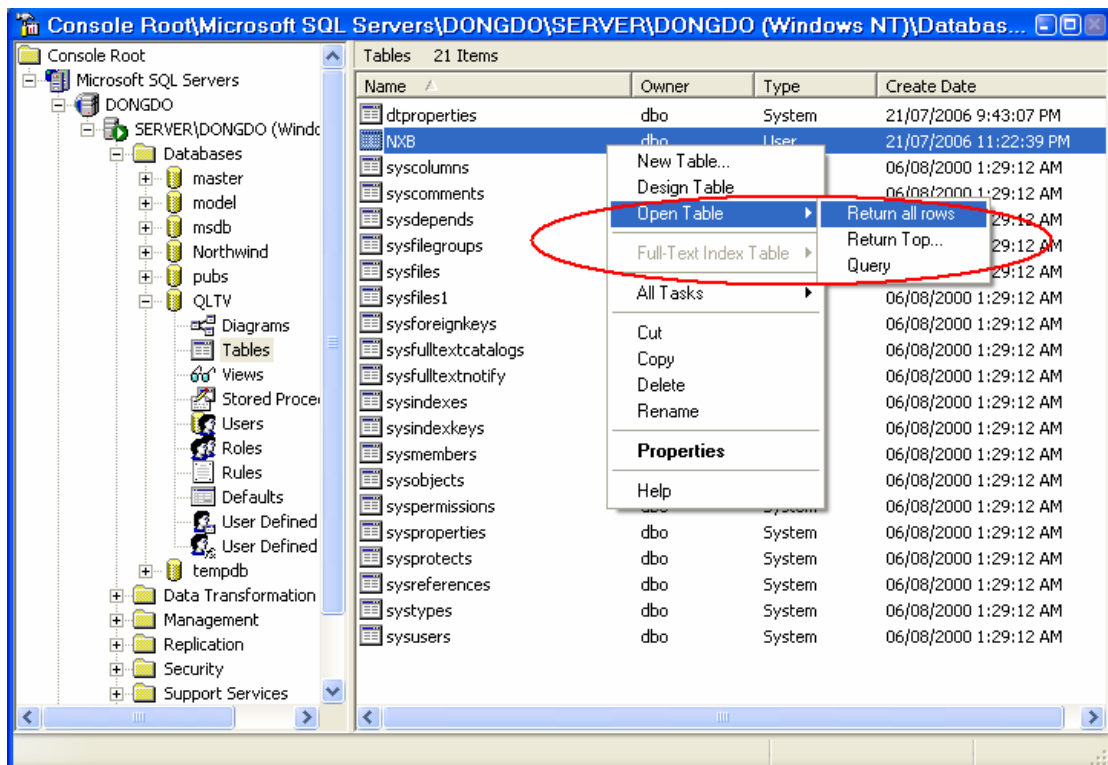 Console Root\Microsoft SQL Servers\DONGDO\SERVER\DONGDO (Windows NT)\Databas...
Console Root
Microsoft SQL Servers
DONGDO
SERVER\DONGDO (Windc
Databases
master
model
msdb
Northwind
pubs
QLTV
Diagrams
Tables
Views
Stored Proce
Users
Roles
Rules
Defaults
User Defined
User Defined
tempdb
Data Transformation
Management
Replication
Security
Support Services
Tables 21 Items
Name Owner Type Create Date
dtproperties dbo System 21/07/2006 9:43:07 PM
NXB dbo User 21/07/2006 11:22:39 PM
syscolumns 06/08/2000 1:29:12 AM
syscomments 06/08/2000 1:29:12 AM
sysdepends 29:12 AM
sysfilegroups 29:12 AM
sysfiles 29:12 AM
sysfiles1 06/08/2000 1:29:12 AM
sysforeignkeys 06/08/2000 1:29:12 AM
sysfulltextcatalogs 06/08/2000 1:29:12 AM
sysfulltextnotify 06/08/2000 1:29:12 AM
sysindexes 06/08/2000 1:29:12 AM
sysindexkeys 06/08/2000 1:29:12 AM
sysmembers 06/08/2000 1:29:12 AM
sysobjects 06/08/2000 1:29:12 AM
syspermissions dbo System 06/08/2000 1:29:12 AM
sysproperties dbo System 06/08/2000 1:29:12 AM
sysprotects dbo System 06/08/2000 1:29:12 AM
sysreferences dbo System 06/08/2000 1:29:12 AM
systypes dbo System 06/08/2000 1:29:12 AM
sysusers dbo System 06/08/2000 1:29:12 AM
New Table...
Design Table
Open Table
Full-Text Index Table
All Tasks
Cut
Copy
Delete
Rename
Properties
Help
Return all rows
Return Top...
Query